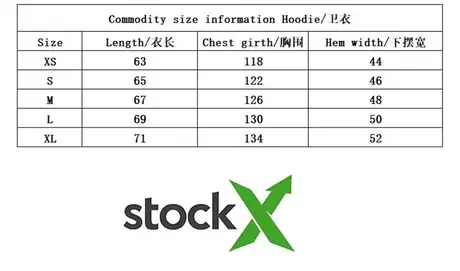 Commodity size information Hoodie/卫衣
Size Length/衣长 Chest girth/胸围 Hem width/下摆宽
XS 63 118 44
S 65 122 46
M 67 126 48
L 69 130 50
XL 71 134 52
stockX